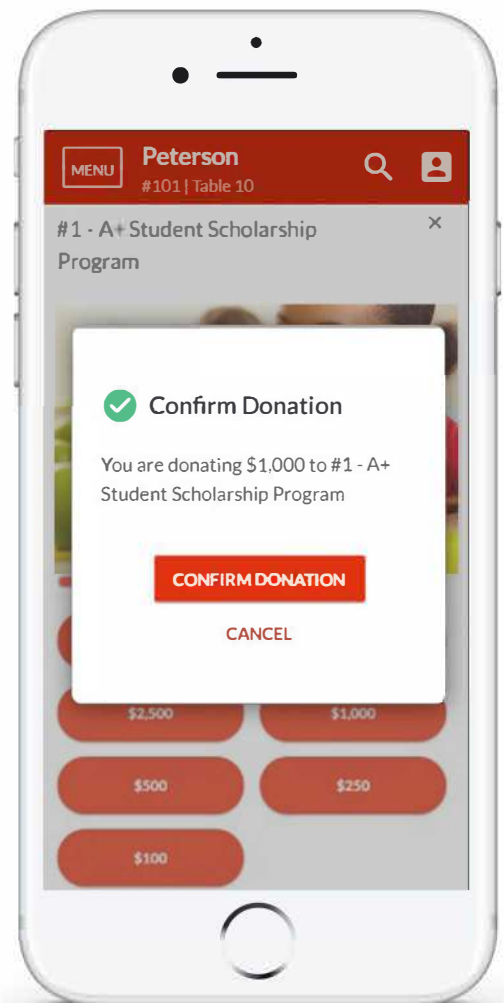 MENU
Peterson
#101 | Table 10
#1 - A+ Student Scholarship
Program
Confirm Donation
You are donating $1,000 to #1 - A+
Student Scholarship Program
CONFIRM DONATION
CANCEL
$2,500
$1,000
$500
$250
$100